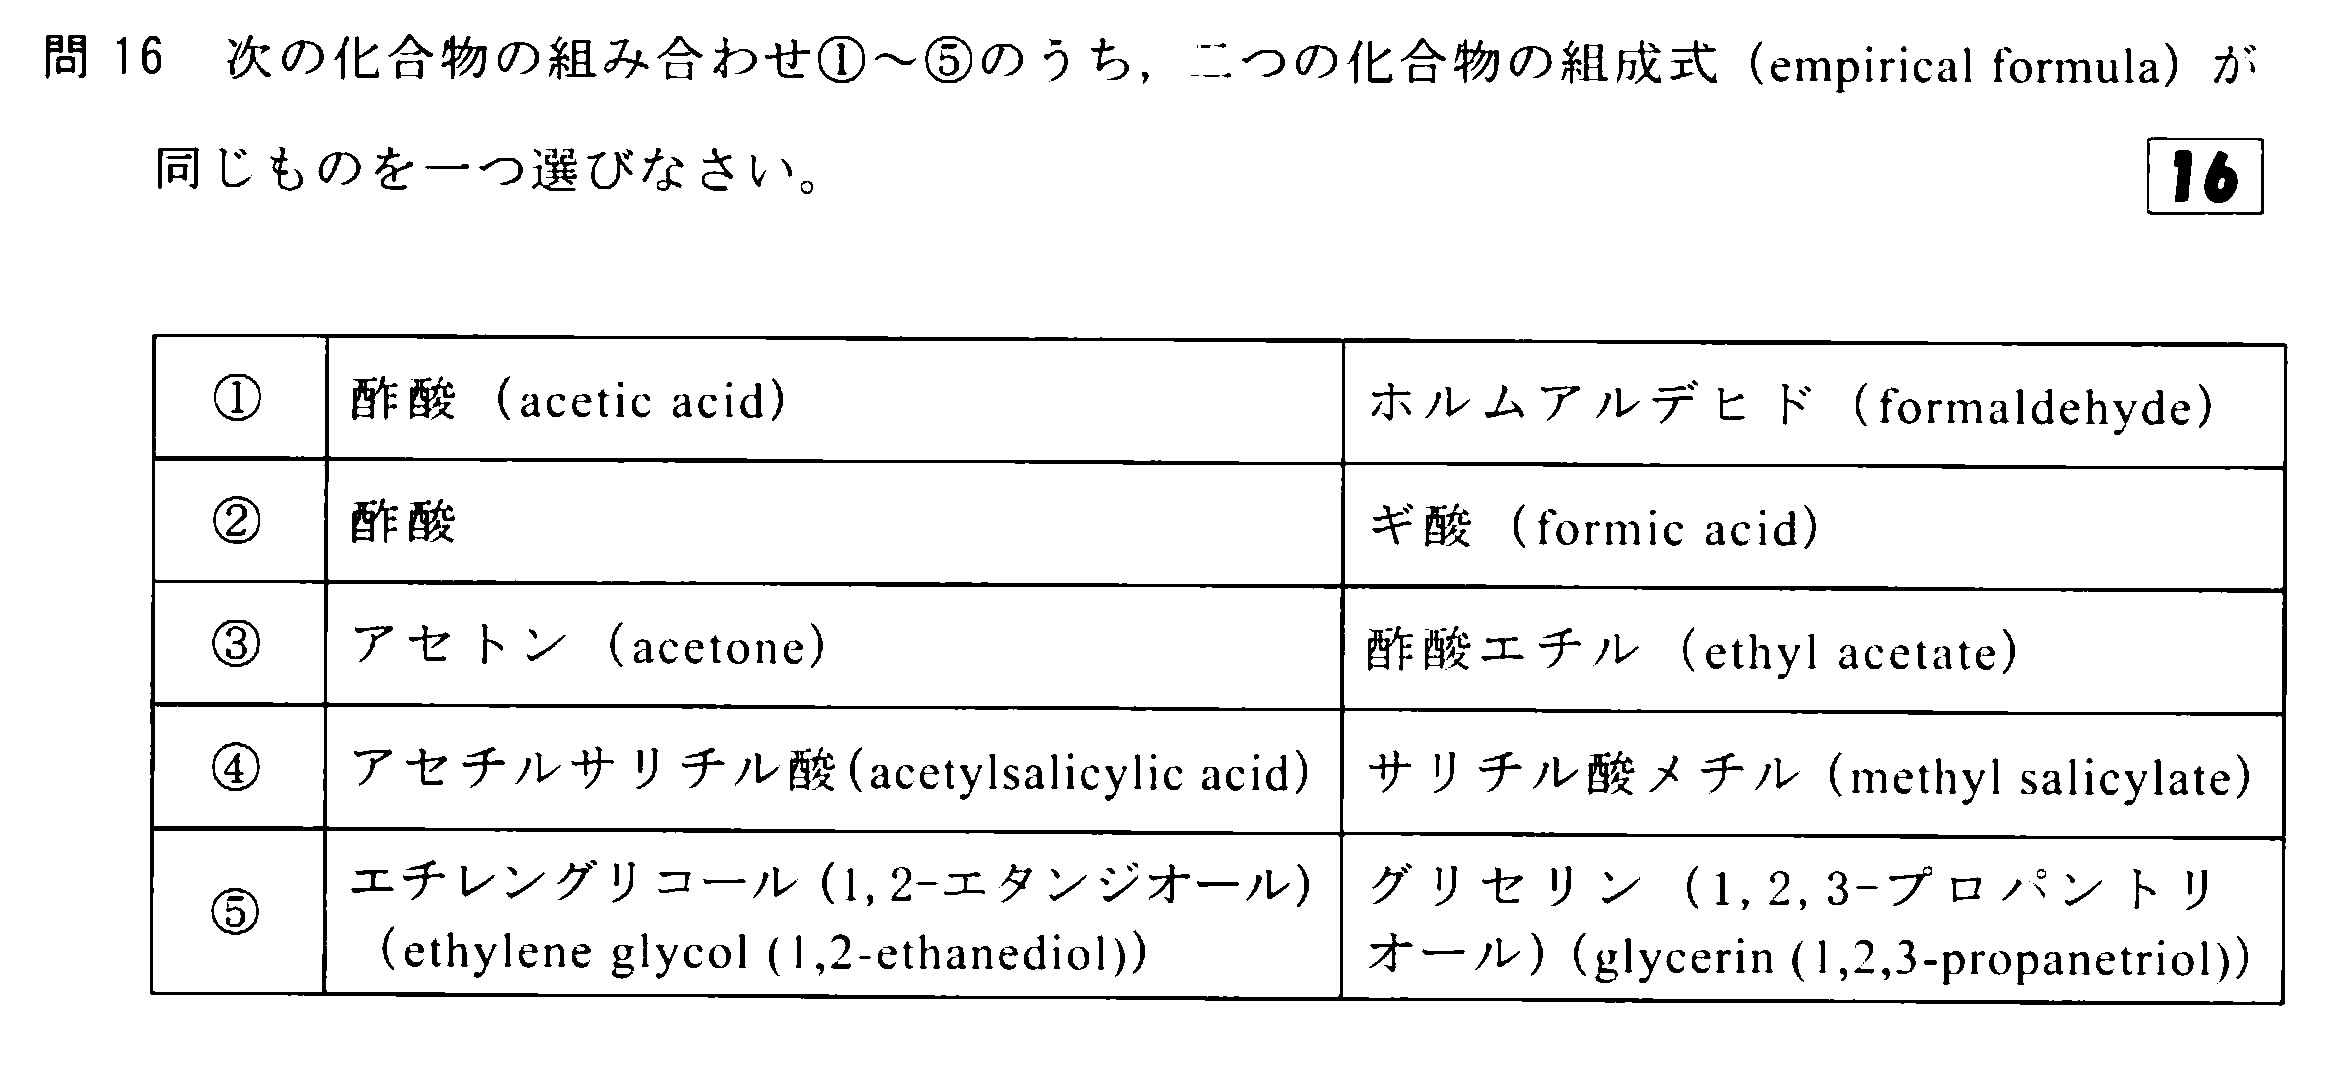 問 16　次の化合物の組み合わせ①～⑤のうち, 二つの化合物の組成式 (empirical formula) が
同じものを一つ選びなさい。
16
① 酢酸 (acetic acid) ホルムアルデヒド (formaldehyde)
② 酢酸 ギ酸 (formic acid)
③ アセトン (acetone) 酢酸エチル (ethyl acetate)
④ アセチルサリチル酸 (acetylsalicylic acid) サリチル酸メチル (methyl salicylate)
⑤ エチレングリコール (1, 2-エタンジオール) グリセリン (1, 2, 3-プロパントリ
(ethylene glycol (1,2-ethanediol)) オール) (glycerin (1,2,3-propanetriol))